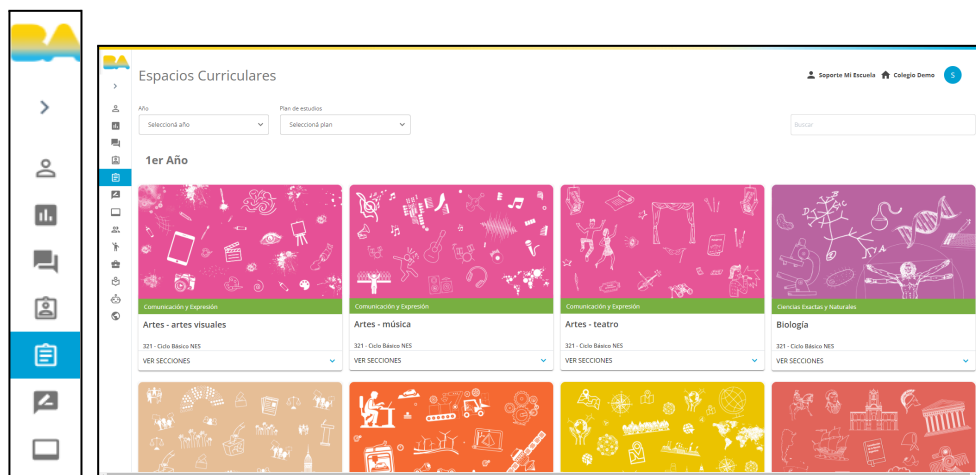 BA
BA
Espacios Curriculares
Soporte Mi Escuela
Colegio Demo
S
Año
Plan de estudios
Seleccioná año
Seleccioná plan
Buscar
1er Año
Comunicación y Expresión
Comunicación y Expresión
Comunicación y Expresión
Ciencias Exactas y Naturales
Artes - artes visuales
Artes - música
Artes - teatro
Biología
321 - Ciclo Básico NES
321 - Ciclo Básico NES
321 - Ciclo Básico NES
321 - Ciclo Básico NES
VER SECCIONES
VER SECCIONES
VER SECCIONES
VER SECCIONES